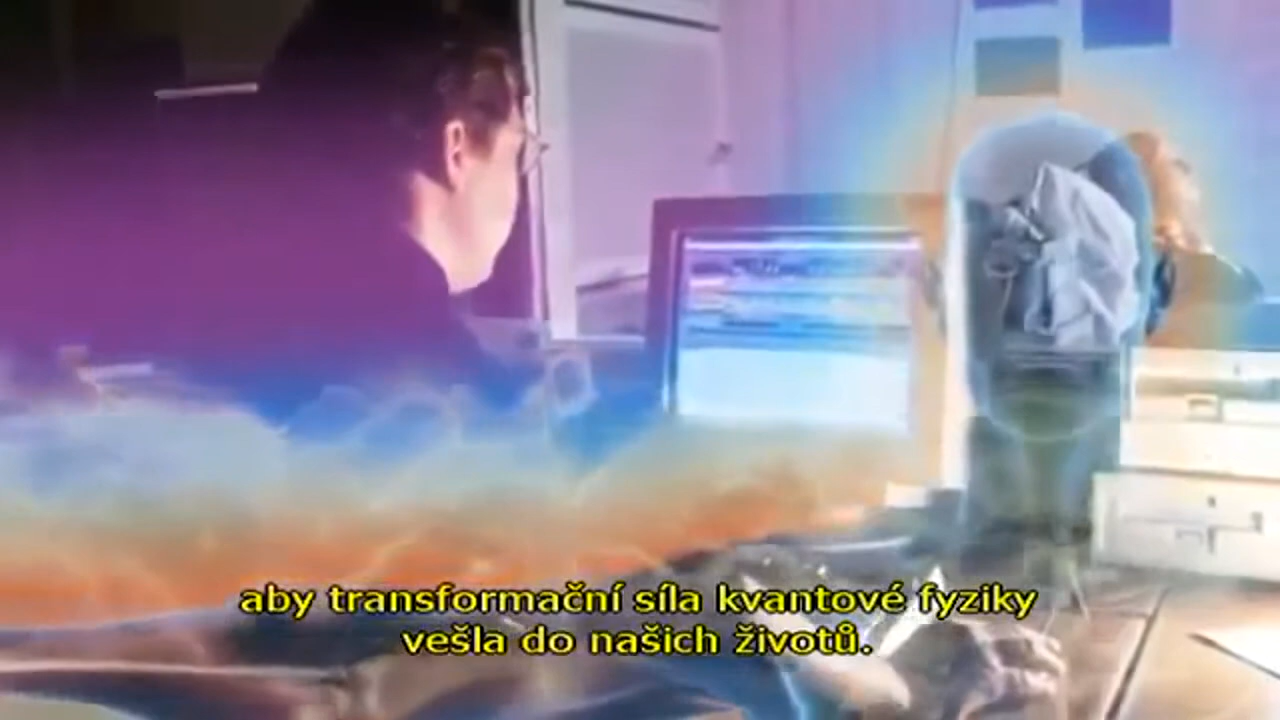 aby transformační síla kvantové fyziky
vešla do našich životů.